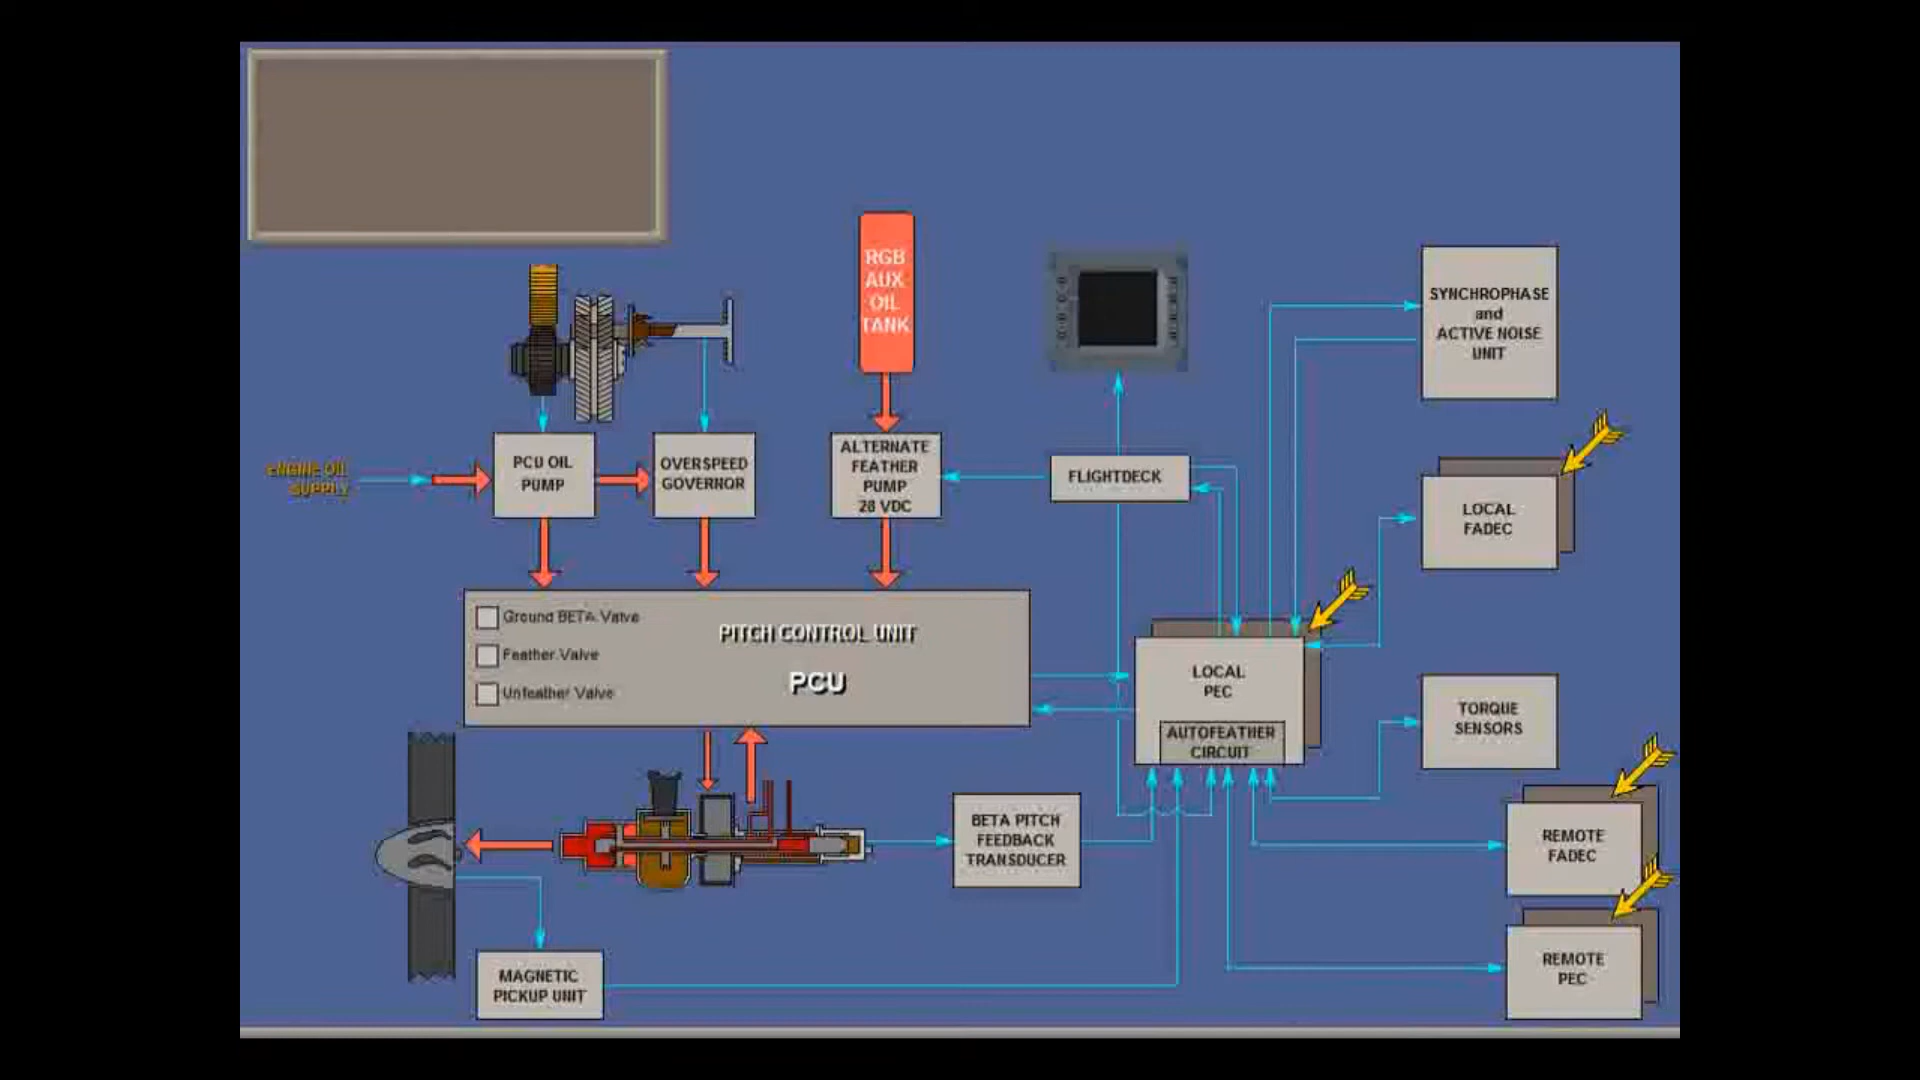 RGB
AUX
OIL
TANK
SYNCHROPHASE
and
ACTIVE NOISE
UNIT
ENGINE OIL
SUPPLY
PCU OIL
PUMP
OVERSPEED
GOVERNOR
ALTERNATE
FEATHER
PUMP
28 VDC
FLIGHTDECK
LOCAL
FADEC
Ground BETA Valve
Feather Valve
Unfeather Valve
PITCH CONTROL UNIT
PCU
LOCAL
PEC
AUTOFEATHER
CIRCUIT
TORQUE
SENSORS
BETA PITCH
FEEDBACK
TRANSDUCER
REMOTE
FADEC
MAGNETIC
PICKUP UNIT
REMOTE
PEC